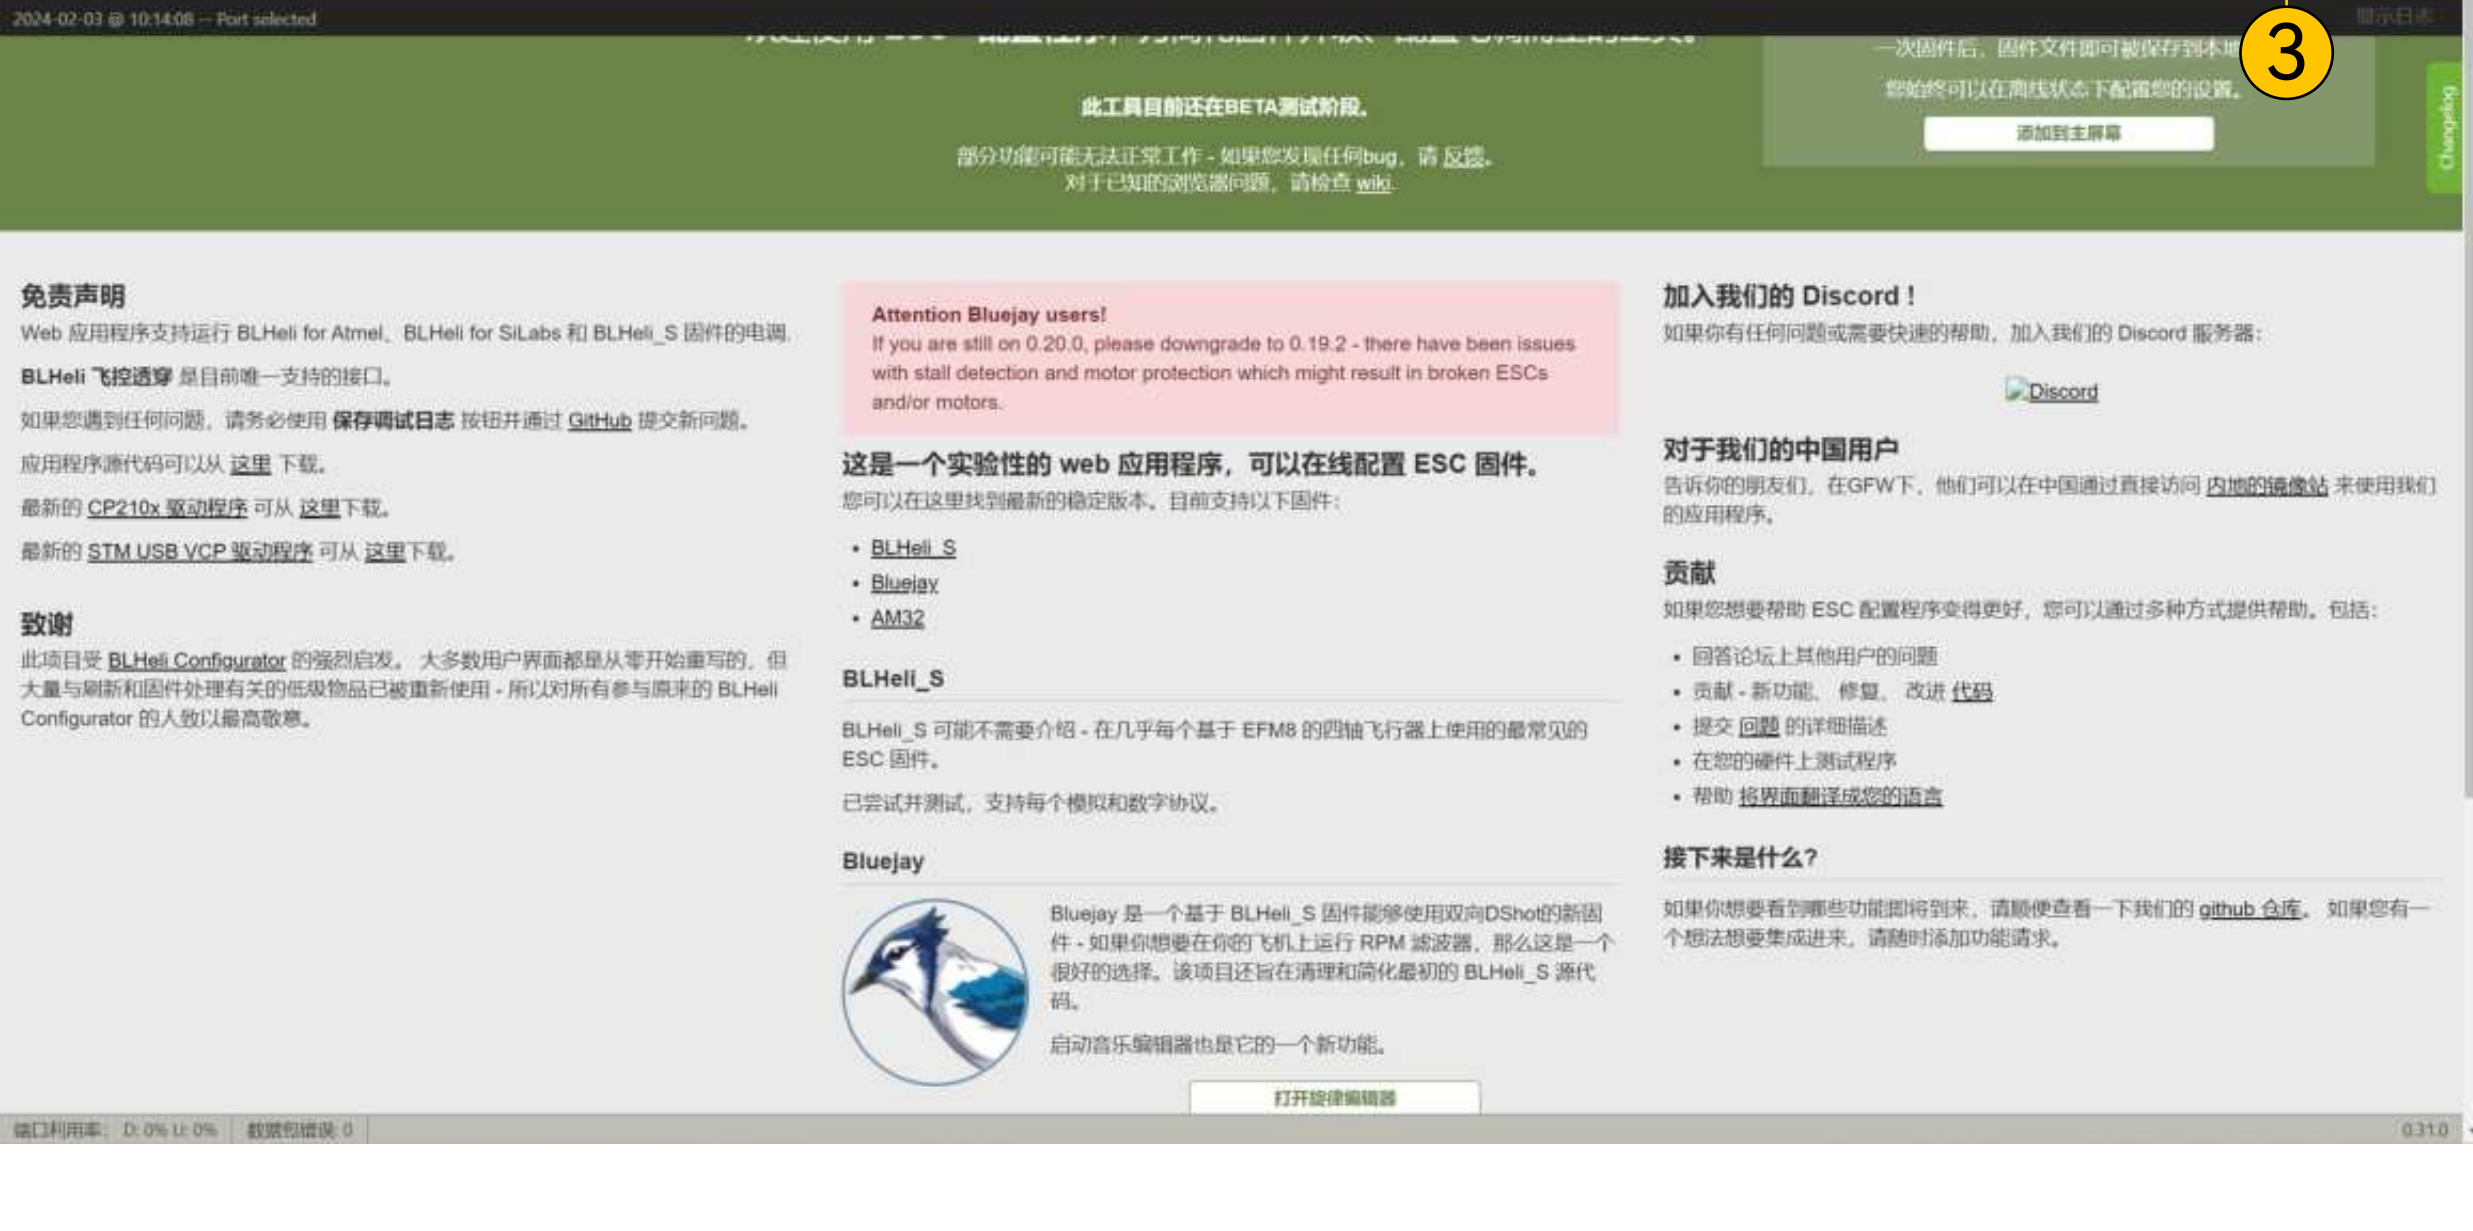 2024-02-03 @ 10:14:08 -- Port selected
显示日志
3
一次固件后，固件文件即可被保存到本地
您始终可以在离线状态下配置您的设置。
添加到主屏幕
Changelog
此工具目前还在BETA测试阶段。
部分功能可能无法正常工作 - 如果您发现任何bug，请 反馈。
对于已知的浏览器问题，请检查 wiki.
免责声明
Web 应用程序支持运行 BLHeli for Atmel、BLHeli for SiLabs 和 BLHeli_S 固件的电调.
BLHeli 飞控透穿 是目前唯一支持的接口。
如果您遇到任何问题，请务必使用 保存调试日志 按钮并通过 GitHub 提交新问题。
应用程序源代码可以从 这里 下载。
最新的 CP210x 驱动程序 可从 这里下载。
最新的 STM USB VCP 驱动程序 可从 这里下载。
致谢
此项目受 BLHeli Configurator 的强烈启发。 大多数用户界面都是从零开始重写的，但
大量与刷新和固件处理有关的低级物品已被重新使用 - 所以对所有参与原来的 BLHeli
Configurator 的人致以最高敬意。
Attention Bluejay users!
If you are still on 0.20.0, please downgrade to 0.19.2 - there have been issues
with stall detection and motor protection which might result in broken ESCs
and/or motors.
这是一个实验性的 web 应用程序，可以在线配置 ESC 固件。
您可以在这里找到最新的稳定版本。目前支持以下固件：
• BLHeli_S
• Bluejay
• AM32
BLHeli_S
BLHeli_S 可能不需要介绍 - 在几乎每个基于 EFM8 的四轴飞行器上使用的最常见的
ESC 固件。
已尝试并测试，支持每个模拟和数字协议。
Bluejay
Bluejay 是一个基于 BLHeli_S 固件能够使用双向DShot的新固
件 - 如果你想要在你的飞机上运行 RPM 滤波器，那么这是一个
很好的选择。该项目还旨在清理和简化最初的 BLHeli_S 源代
码。
启动音乐编辑器也是它的一个新功能。
打开旋律编辑器
加入我们的 Discord！
如果你有任何问题或需要快速的帮助，加入我们的 Discord 服务器：
Discord
对于我们的中国用户
告诉你的朋友们，在GFW下，他们可以在中国通过直接访问 内地的镜像站 来使用我们
的应用程序。
贡献
如果您想要帮助 ESC 配置程序变得更好，您可以通过多种方式提供帮助。包括：
• 回答论坛上其他用户的问题
• 贡献 - 新功能、 修复、 改进 代码
• 提交 问题 的详细描述
• 在您的硬件上测试程序
• 帮助 将界面翻译成您的语言
接下来是什么?
如果你想要看到哪些功能即将到来，请顺便查看一下我们的 github 仓库。 如果您有一
个想法想要集成进来，请随时添加功能请求。
端口利用率： D: 0% U: 0%
数据包错误: 0
0.31.0